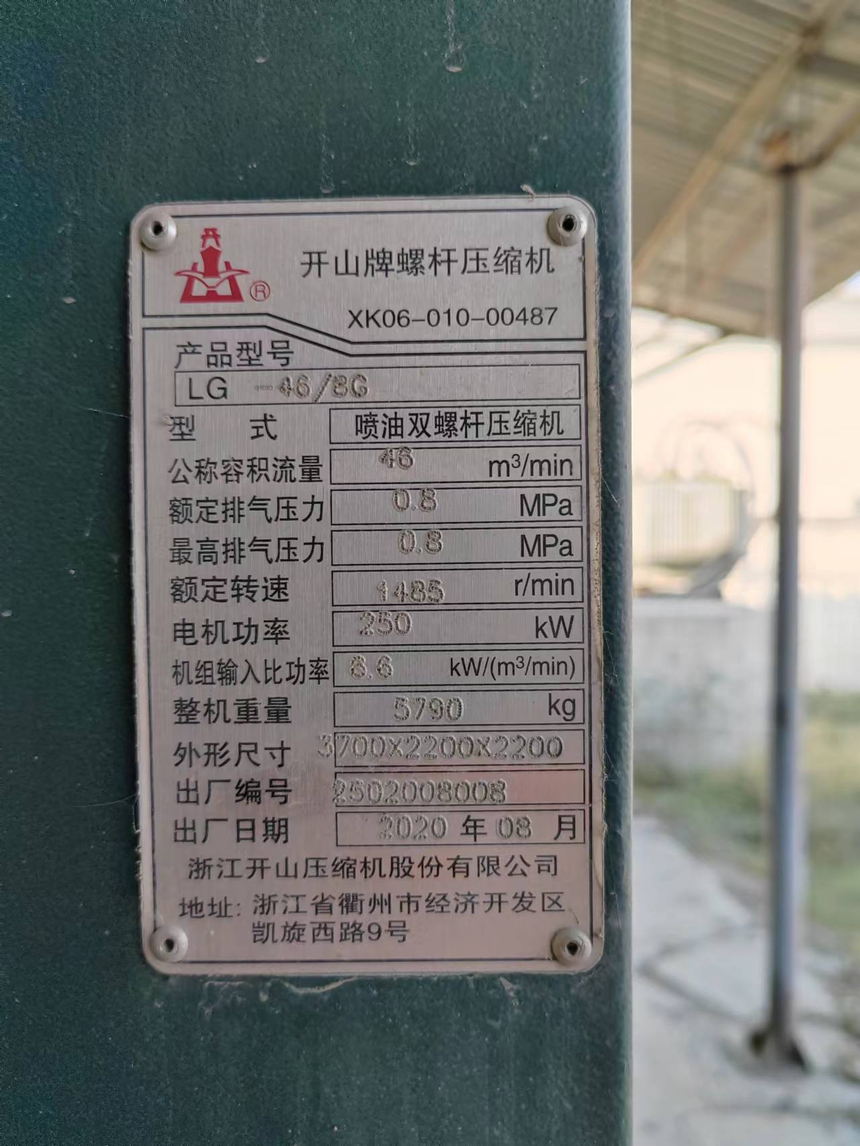 开®
开山牌螺杆压缩机
XK06-010-00487
产品型号
LG -46/8G
型 式 喷油双螺杆压缩机
公称容积流量 46 m³/min
额定排气压力 0.8 MPa
最高排气压力 0.8 MPa
额定转速 1485 r/min
电机功率 250 kW
机组输入比功率 6.6 kW/(m³/min)
整机重量 5790 kg
外形尺寸 3700X2200X2200
出厂编号 2502008008
出厂日期 2020 年 08 月
浙江开山压缩机股份有限公司
地址: 浙江省衢州市经济开发区
凯旋西路9号